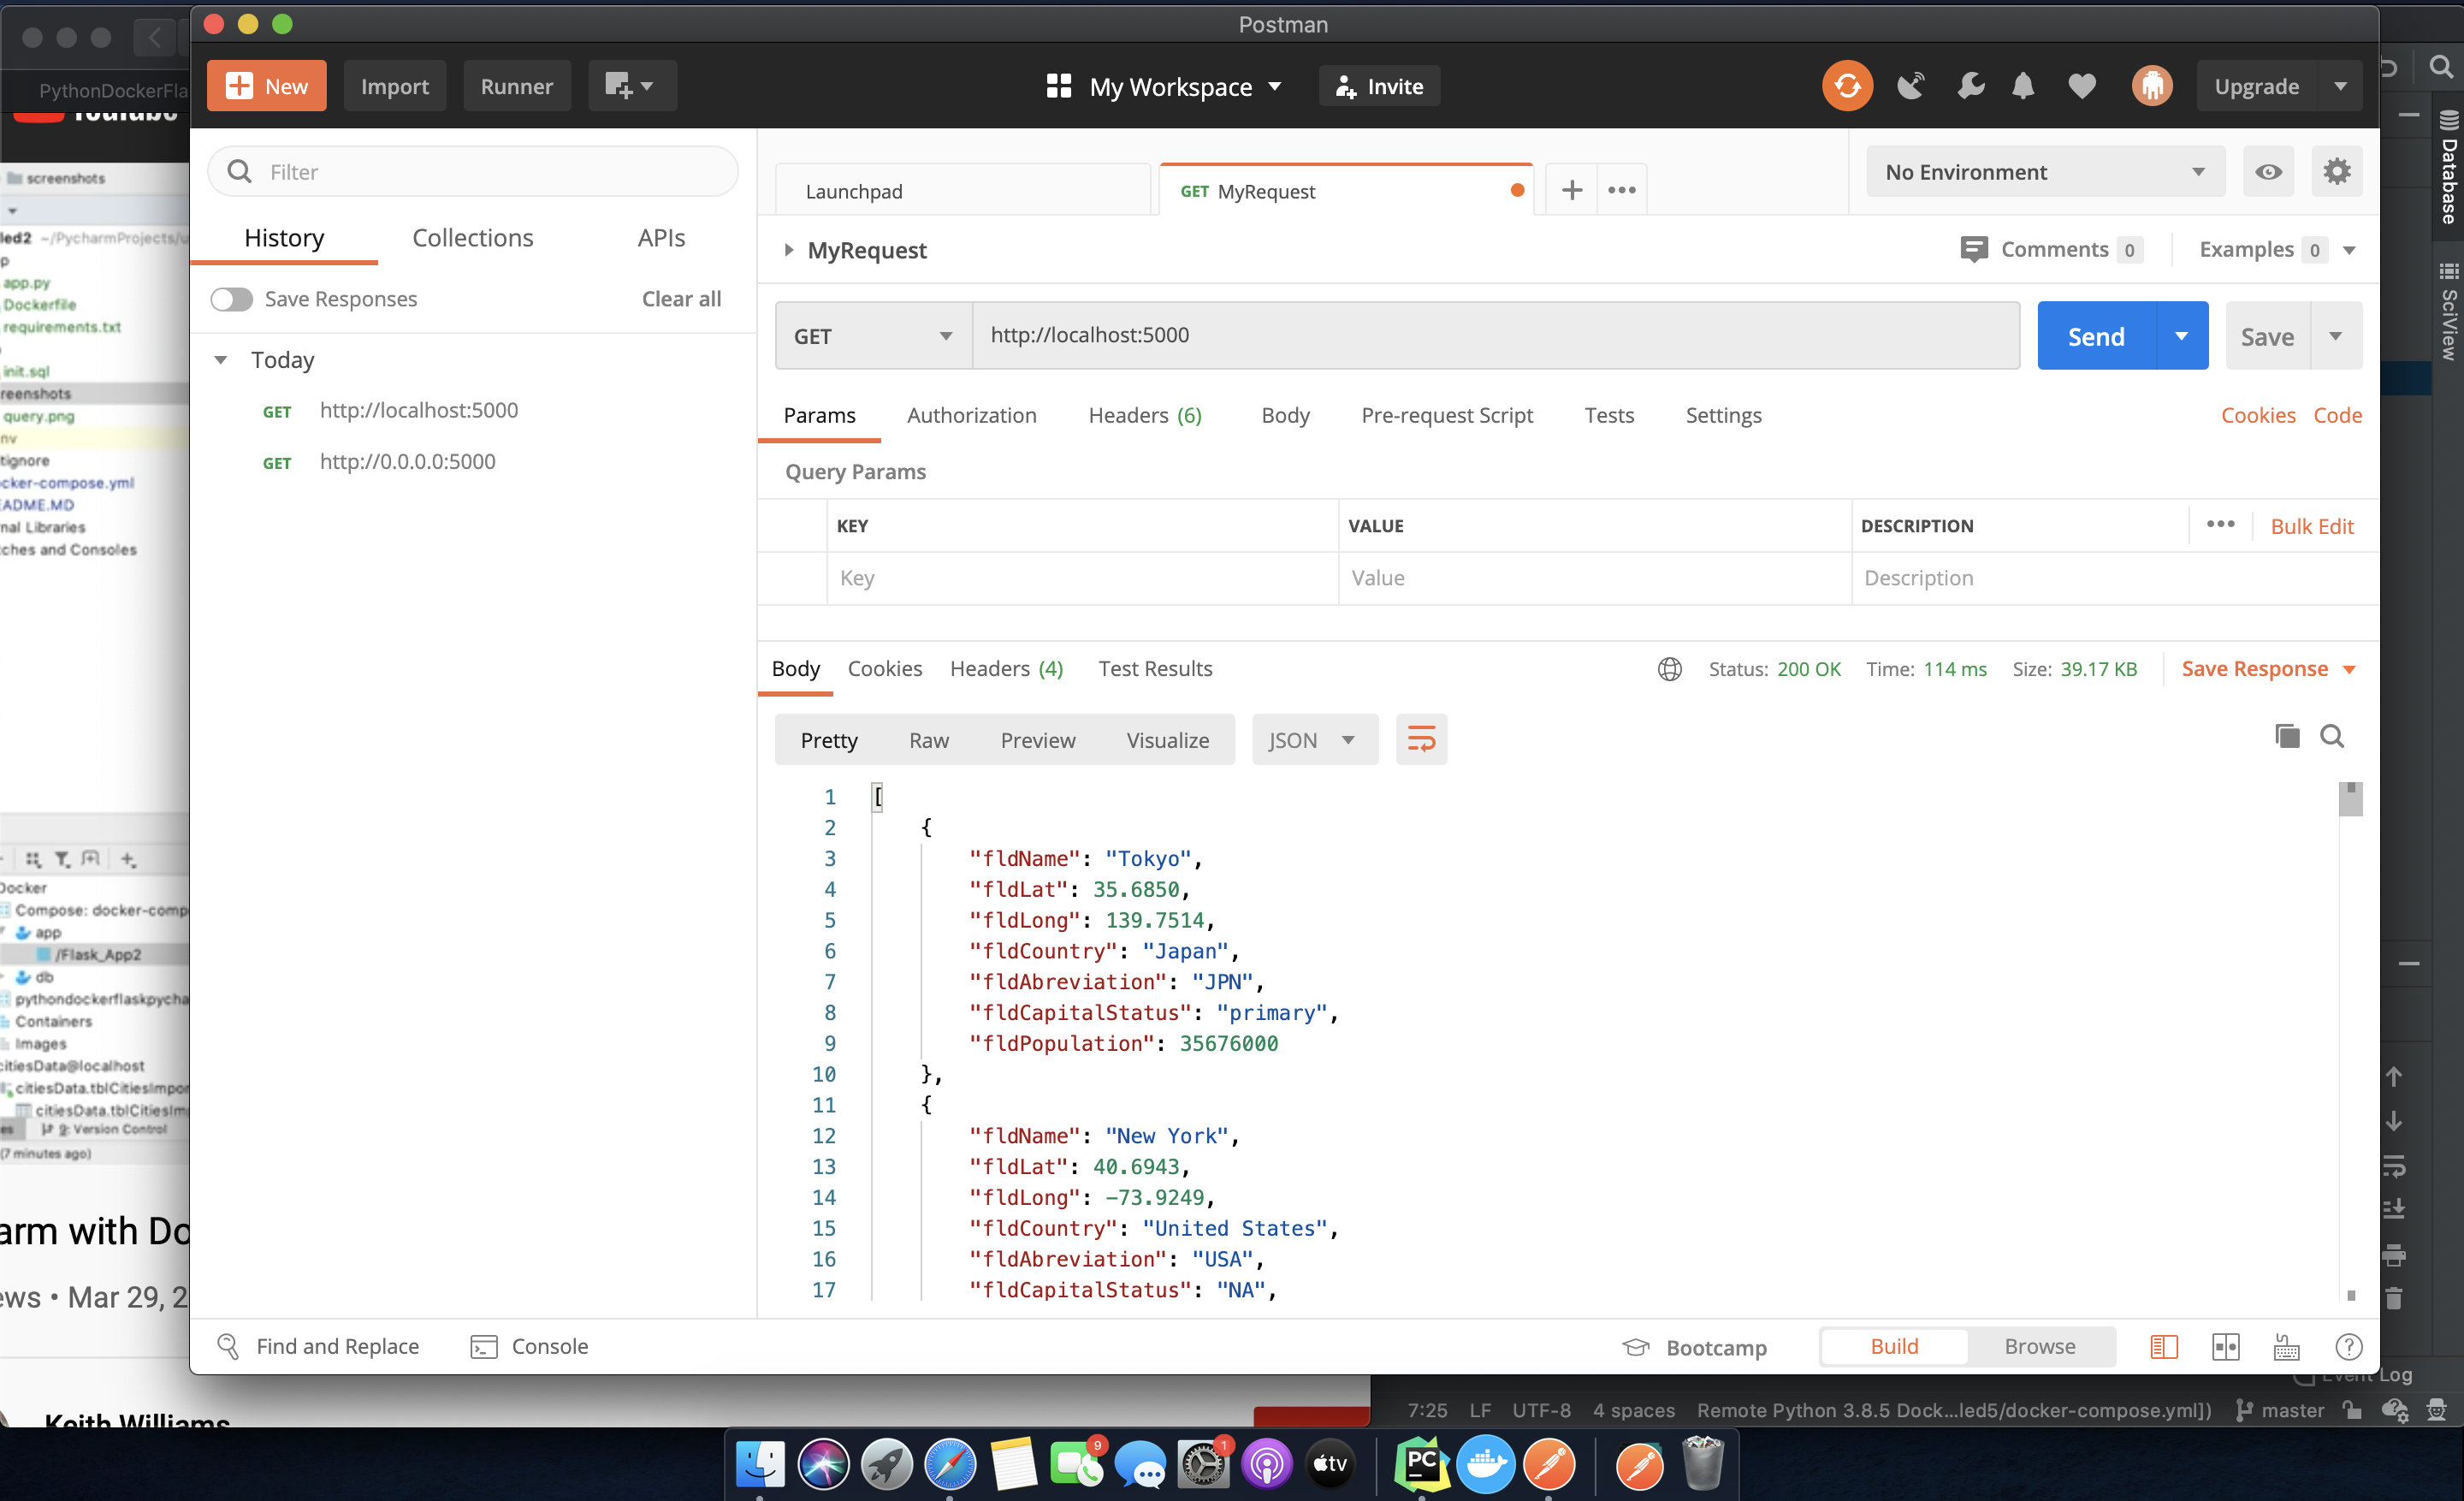 Postman
PythonDockerFla
New
Import
Runner
My Workspace
Invite
Upgrade
YouTube
screenshots
Filter
Launchpad
GET MyRequest
No Environment
Database
History
Collections
APIs
MyRequest
Comments 0
Examples 0
led2 ~/PycharmProjects/u
p
app.py
Dockerfile
requirements.txt
init.sql
reenshots
query.png
nv
tignore
cker-compose.yml
EADME.MD
nal Libraries
tches and Consoles
Save Responses
Clear all
GET
http://localhost:5000
Send
Save
SciView
Today
GET http://localhost:5000
GET http://0.0.0.0:5000
Params
Authorization
Headers (6)
Body
Pre-request Script
Tests
Settings
Cookies
Code
Query Params
KEY
VALUE
DESCRIPTION
Bulk Edit
Key
Value
Description
Body
Cookies
Headers (4)
Test Results
Status: 200 OK
Time: 114 ms
Size: 39.17 KB
Save Response
Pretty
Raw
Preview
Visualize
JSON
1 [
2 {
3 "fldName": "Tokyo",
4 "fldLat": 35.6850,
5 "fldLong": 139.7514,
6 "fldCountry": "Japan",
7 "fldAbreviation": "JPN",
8 "fldCapitalStatus": "primary",
9 "fldPopulation": 35676000
10 },
11 {
12 "fldName": "New York",
13 "fldLat": 40.6943,
14 "fldLong": -73.9249,
15 "fldCountry": "United States",
16 "fldAbreviation": "USA",
17 "fldCapitalStatus": "NA",
Docker
Compose: docker-comp
app
/Flask_App2
db
pythondockerflaskpycha
Containers
Images
citiesData@localhost
citiesData.tblCitiesImpor
citiesData.tblCitiesIm
es
9: Version Control
(7 minutes ago)
arm with Do
ews • Mar 29, 2
Keith Williams
Find and Replace
Console
Bootcamp
Build
Browse
Event Log
7:25 LF UTF-8 4 spaces Remote Python 3.8.5 Dock...led5/docker-compose.yml]) master
9
1
tv
PC